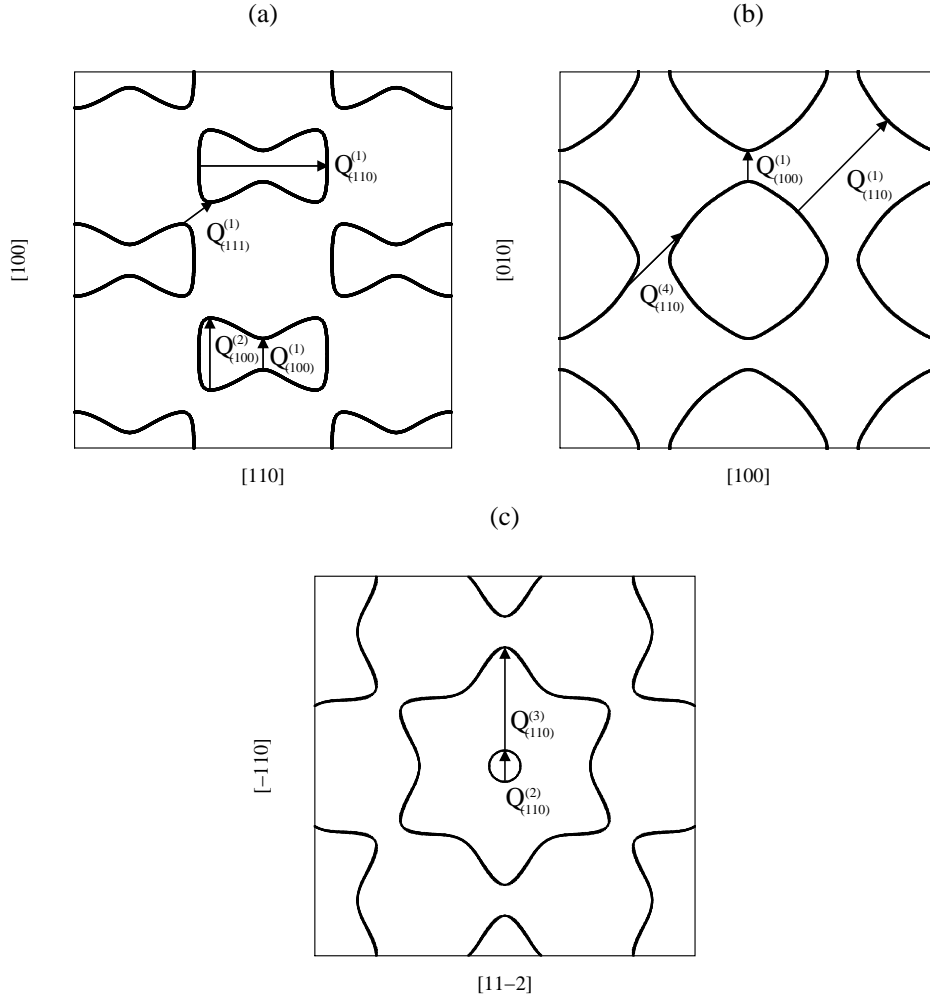 (a)
[100]
Q(110)(1)
Q(111)(1)
Q(100)(2)
Q(100)(1)
[110]
(b)
[010]
Q(100)(1)
Q(110)(1)
Q(110)(4)
[100]
(c)
[−110]
Q(110)(3)
Q(110)(2)
[11−2]